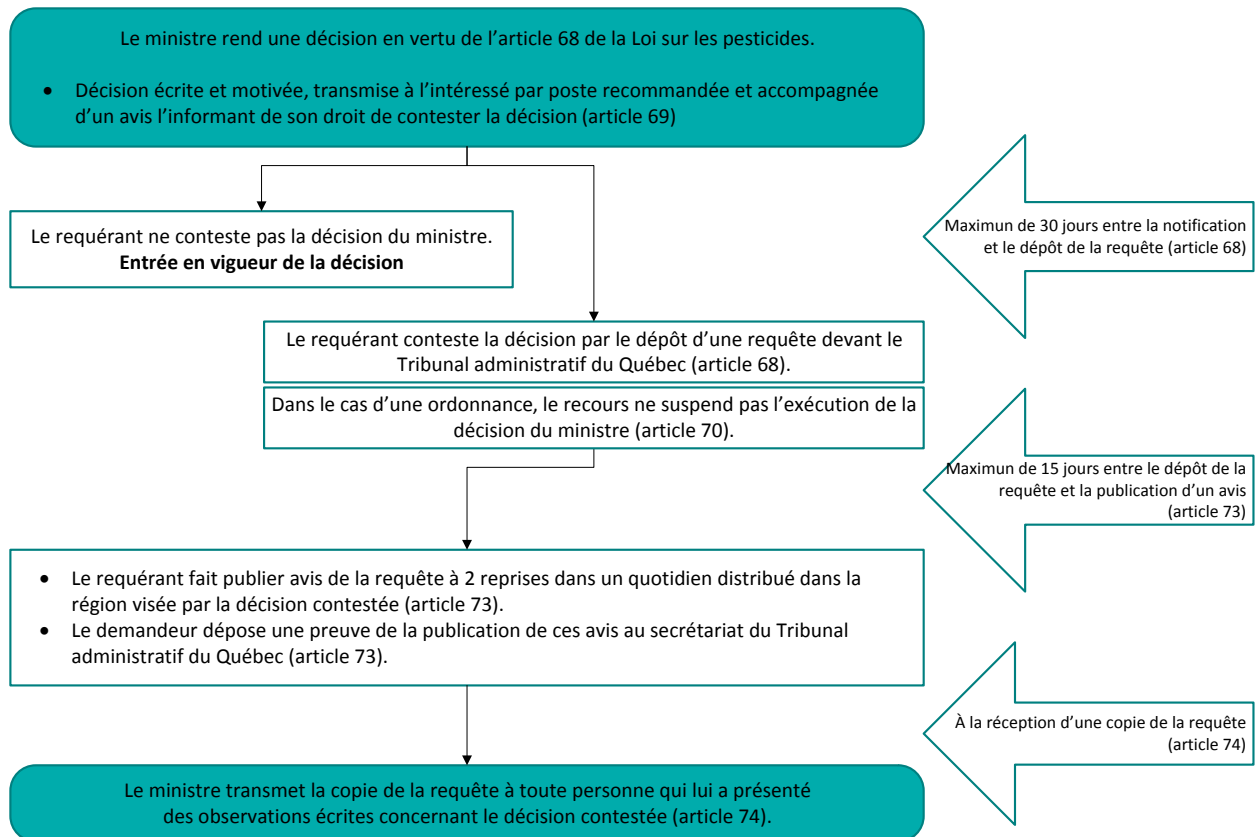 Le ministre rend une décision en vertu de l’article 68 de la Loi sur les pesticides.
• Décision écrite et motivée, transmise à l’intéressé par poste recommandée et accompagnée
d’un avis l’informant de son droit de contester la décision (article 69)
Maximun de 30 jours entre la notification
et le dépôt de la requête (article 68)
Le requérant ne conteste pas la décision du ministre.
Entrée en vigueur de la décision
Le requérant conteste la décision par le dépôt d’une requête devant le
Tribunal administratif du Québec (article 68).
Dans le cas d’une ordonnance, le recours ne suspend pas l’exécution de la
décision du ministre (article 70).
Maximun de 15 jours entre le dépôt de la
requête et la publication d’un avis
(article 73)
• Le requérant fait publier avis de la requête à 2 reprises dans un quotidien distribué dans la
région visée par la décision contestée (article 73).
• Le demandeur dépose une preuve de la publication de ces avis au secrétariat du Tribunal
administratif du Québec (article 73).
À la réception d’une copie de la requête
(article 74)
Le ministre transmet la copie de la requête à toute personne qui lui a présenté
des observations écrites concernant le décision contestée (article 74).